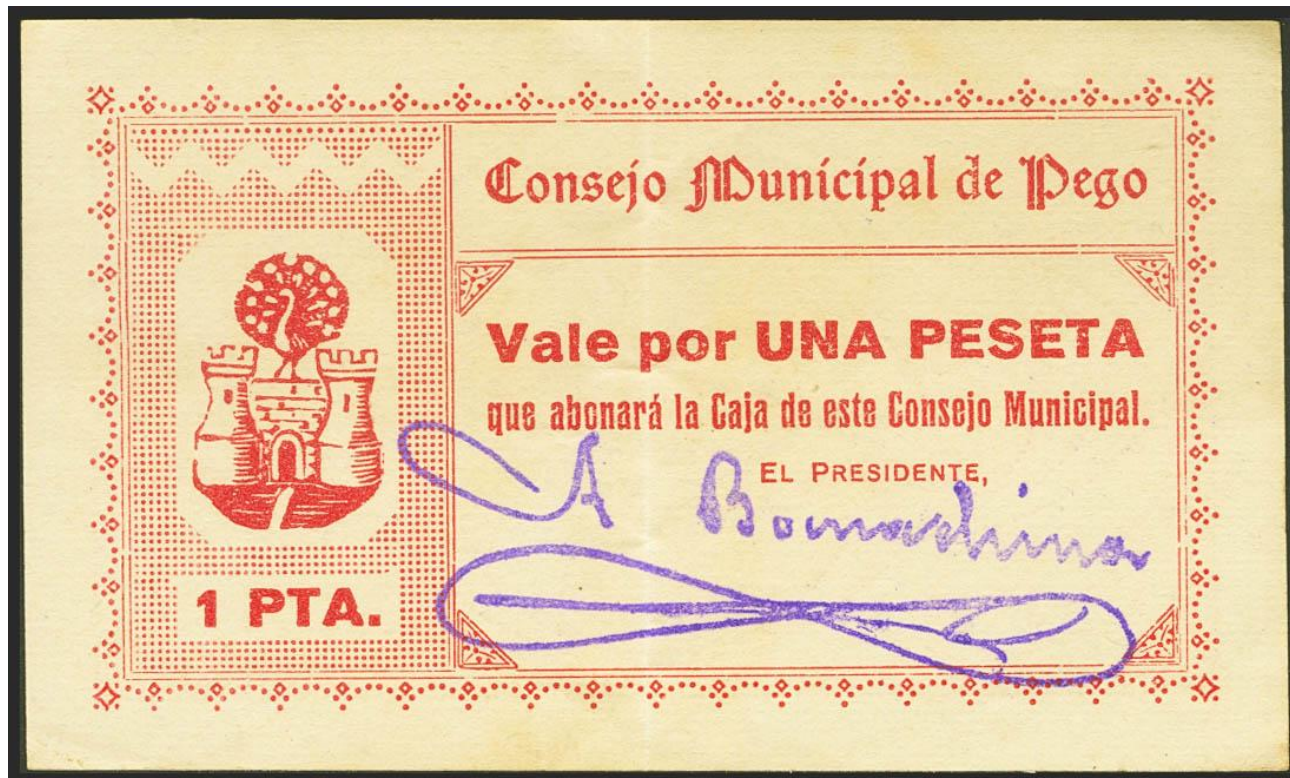 Consejo Municipal de Pego
Vale por UNA PESETA
que abonará la Caja de este Consejo Municipal.
EL PRESIDENTE,
A
1 PTA.